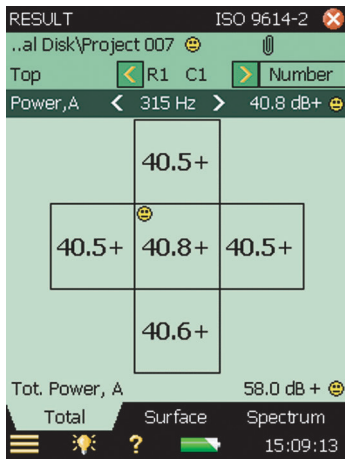 RESULT ISO 9614-2
..al Disk\Project 007
Top < R1 C1 > Number
Power,A < 315 Hz > 40.8 dB+
40.5+
40.5+ 40.8+ 40.5+
40.6+
Tot. Power, A 58.0 dB +
Total Surface Spectrum
? 15:09:13